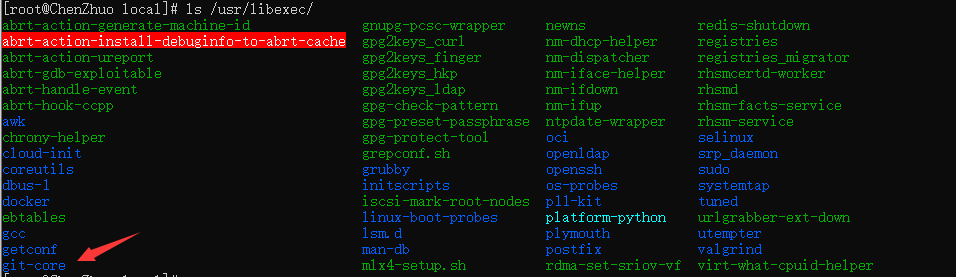 [root@ChenZhuo local]# ls /usr/libexec/
abrt-action-generate-machine-id gnupg-pcsc-wrapper newns redis-shutdown
abrt-action-install-debuginfo-to-abrt-cache gpg2keys_curl nm-dhcp-helper registries
abrt-action-ureport gpg2keys_finger nm-dispatcher registries_migrator
abrt-gdb-exploitable gpg2keys_hkp nm-iface-helper rhsmcertd-worker
abrt-handle-event gpg2keys_ldap nm-ifdown rhsmd
abrt-hook-ccpp gpg-check-pattern nm-ifup rhsm-facts-service
awk gpg-preset-passphrase ntpdate-wrapper rhsm-service
chrony-helper gpg-protect-tool oci selinux
cloud-init grepconf.sh openldap srp_daemon
coreutils grubby openssh sudo
dbus-1 initscripts os-probes systemtap
docker iscsi-mark-root-nodes p11-kit tuned
ebtables linux-boot-probes platform-python urlgrabber-ext-down
gcc lsm.d plymouth utempter
getconf man-db postfix valgrind
git-core mlx4-setup.sh rdma-set-sriov-vf virt-what-cpuid-helper
[root@ChenZhuo local]#